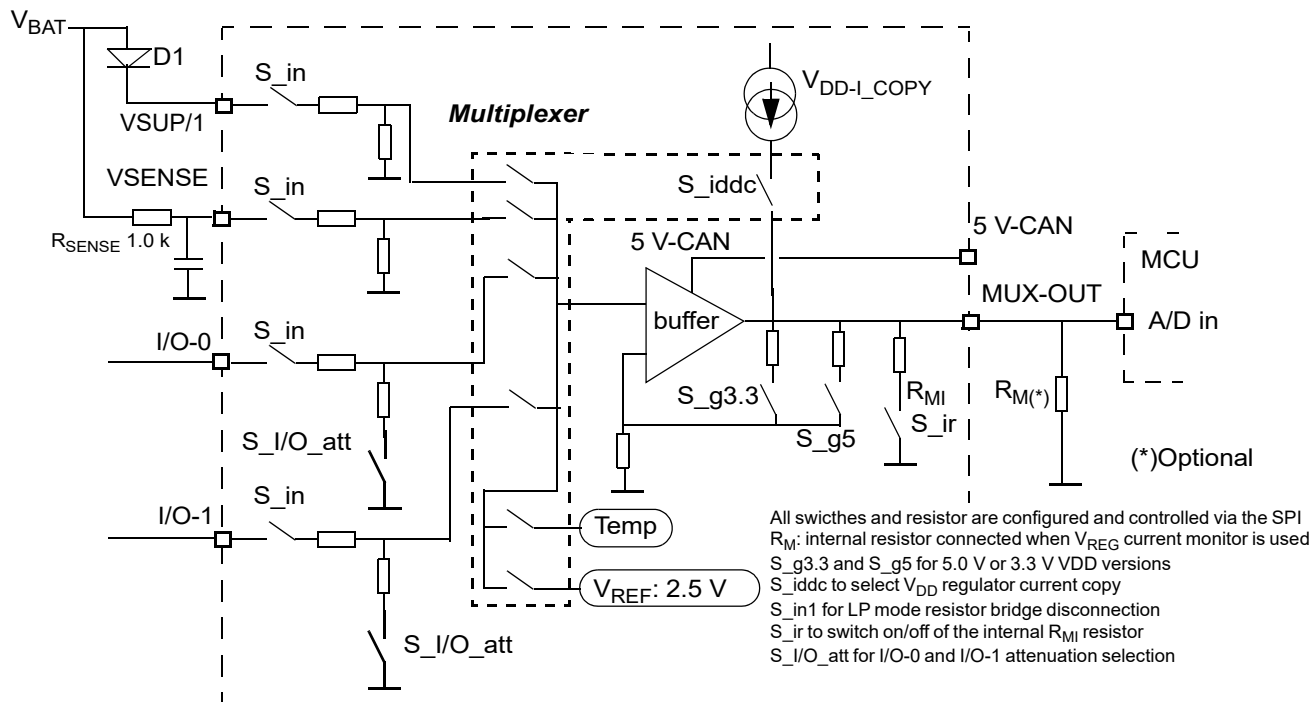 VBAT
D1
S_in
VDD-I_COPY
VSUP/1
Multiplexer
VSENSE
S_in
S_iddc
RSENSE 1.0 k
5 V-CAN
5 V-CAN
MCU
MUX-OUT
buffer
A/D in
I/O-0
S_in
S_g3.3
RMI
RM(*)
S_ir
S_g5
S_I/O_att
(*)Optional
S_in
I/O-1
Temp
VREF: 2.5 V
S_I/O_att
All swicthes and resistor are configured and controlled via the SPI
RM: internal resistor connected when VREG current monitor is used
S_g3.3 and S_g5 for 5.0 V or 3.3 V VDD versions
S_iddc to select VDD regulator current copy
S_in1 for LP mode resistor bridge disconnection
S_ir to switch on/off of the internal RMI resistor
S_I/O_att for I/O-0 and I/O-1 attenuation selection